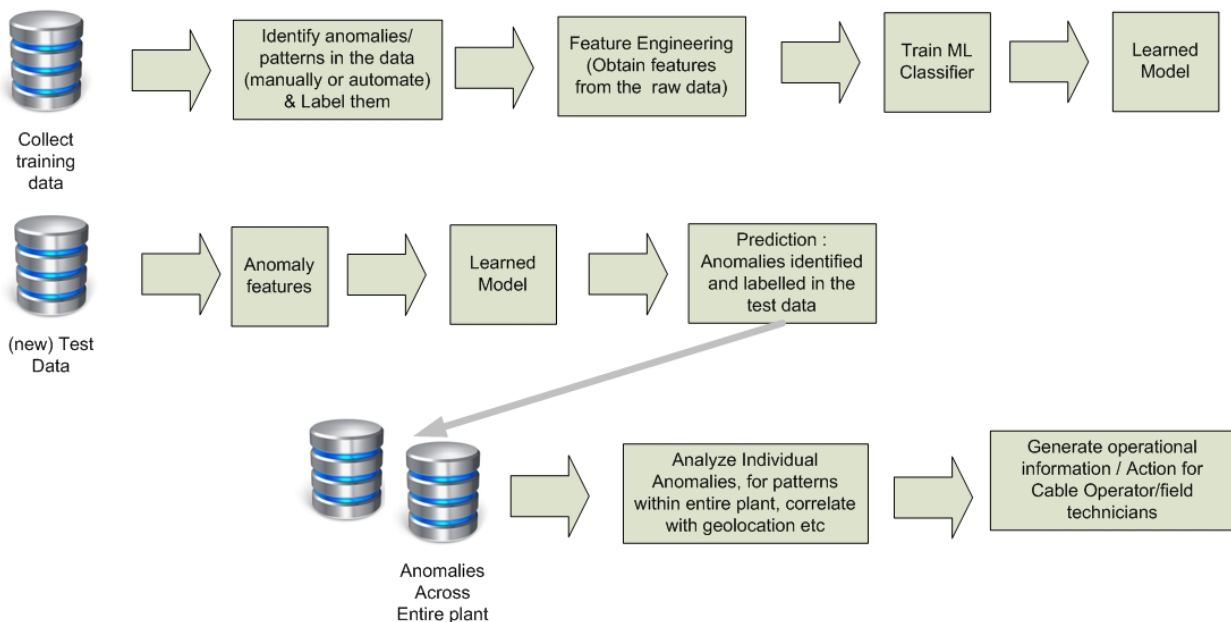 Collect
training
data
Identify anomalies/
patterns in the data
(manually or automate)
& Label them
Feature Engineering
(Obtain features
from the raw data)
Train ML
Classifier
Learned
Model
(new) Test
Data
Anomaly
features
Learned
Model
Prediction :
Anomalies identified
and labelled in the
test data
Anomalies
Across
Entire plant
Analyze Individual
Anomalies, for patterns
within entire plant, correlate
with geolocation etc
Generate operational
information / Action for
Cable Operator/field
technicians